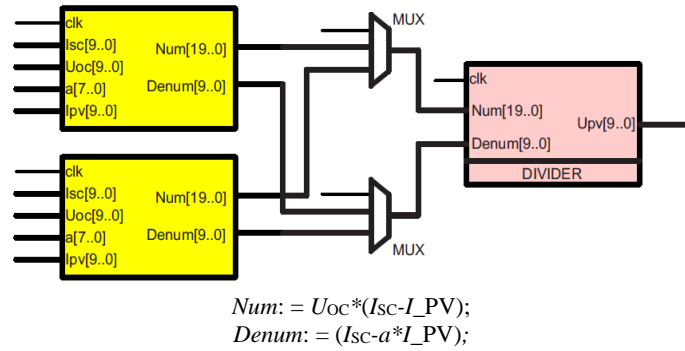 clk
Isc[9..0]
Uoc[9..0]
a[7..0]
Ipv[9..0]
Num[19..0]
Denum[9..0]
MUX
clk
Num[19..0]
Denum[9..0]
Upv[9..0]
DIVIDER
clk
Isc[9..0]
Uoc[9..0]
a[7..0]
Ipv[9..0]
Num[19..0]
Denum[9..0]
MUX
Num: = UOC*(ISC-I_PV);
Denum: = (ISC-a*I_PV);